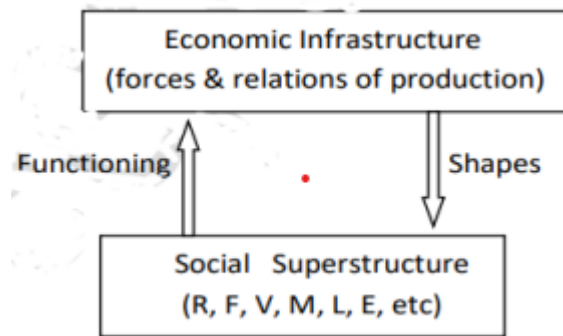 Economic Infrastructure
(forces & relations of production)
Functioning
Shapes
Social Superstructure
(R, F, V, M, L, E, etc)